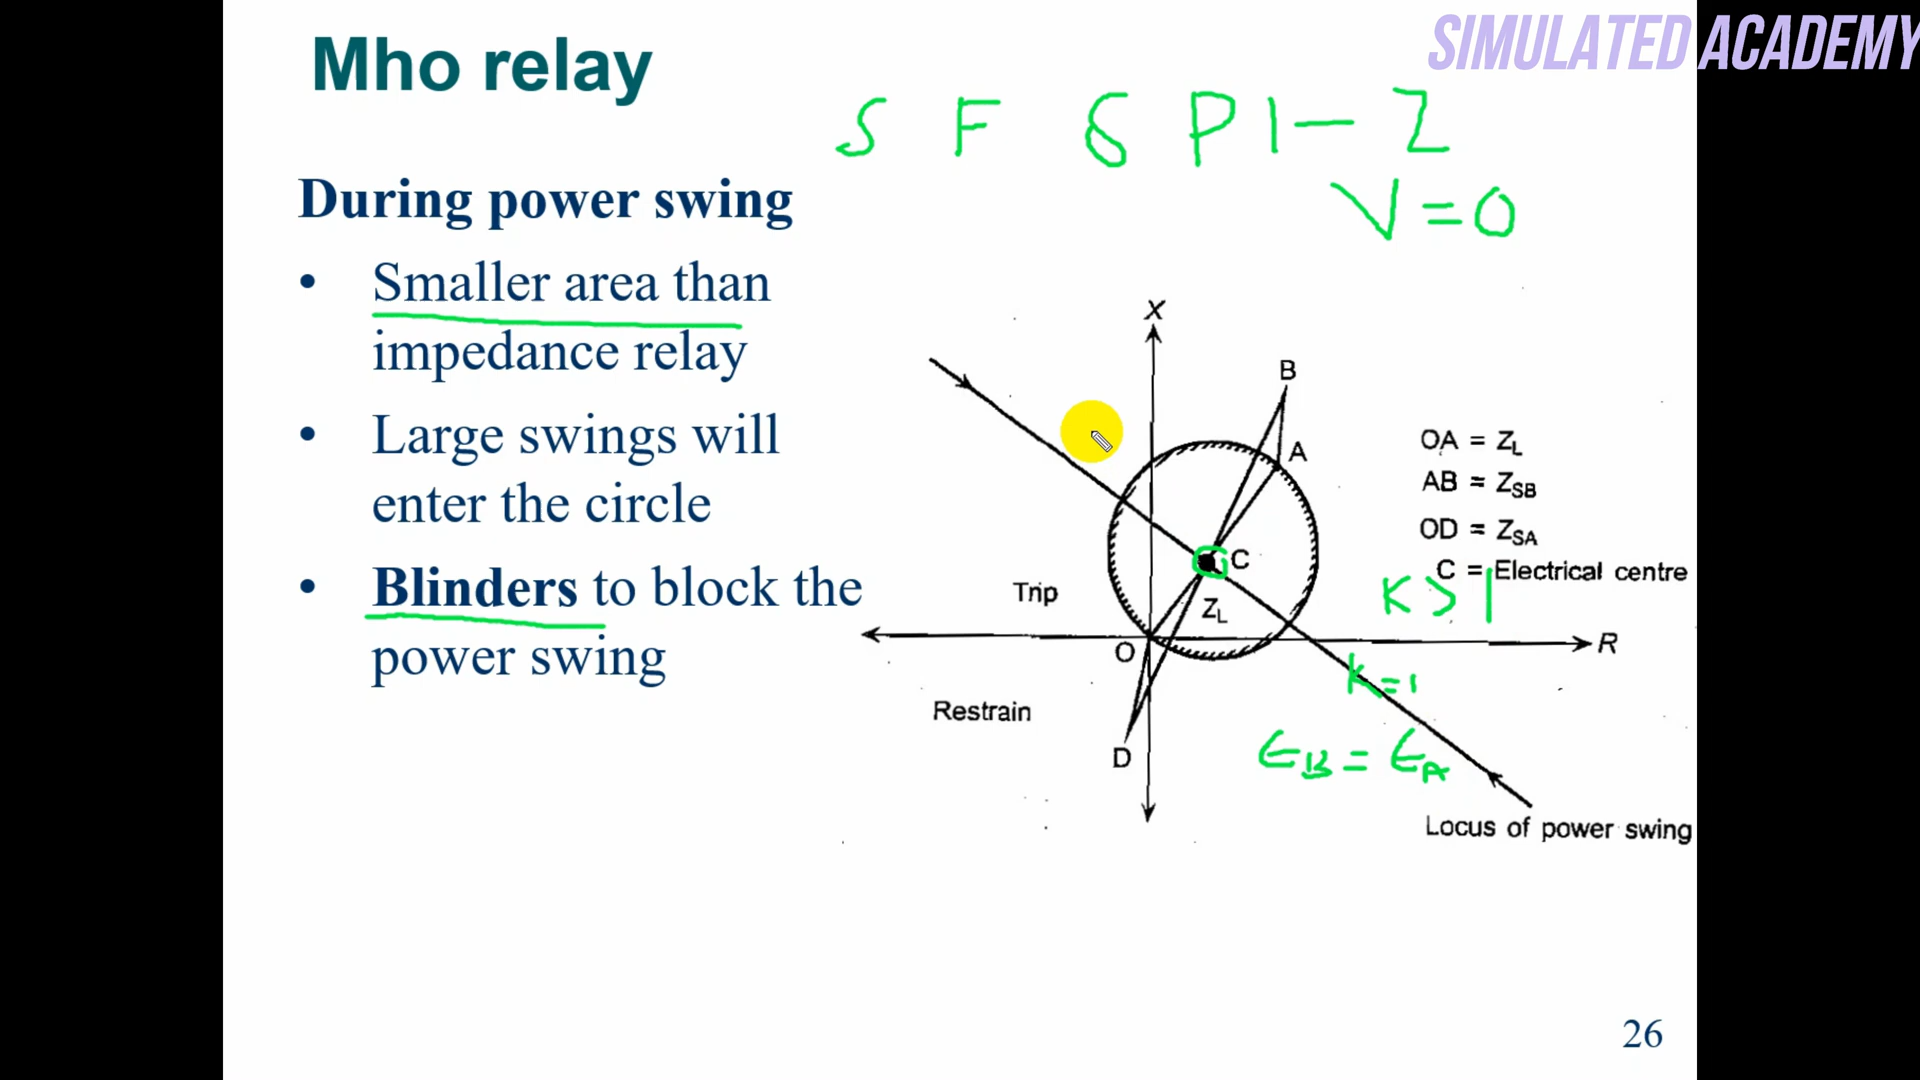 SIMULATED ACADEMY
Mho relay
S F δ P I – Z
V = 0
During power swing
• Smaller area than
impedance relay
• Large swings will
enter the circle
• Blinders to block the
power swing
X
B
A
C
ZL
O
D
R
Trip
Restrain
OA = ZL
AB = ZSB
OD = ZSA
C = Electrical centre
K > 1
K = 1
EB = EA
Locus of power swing
26